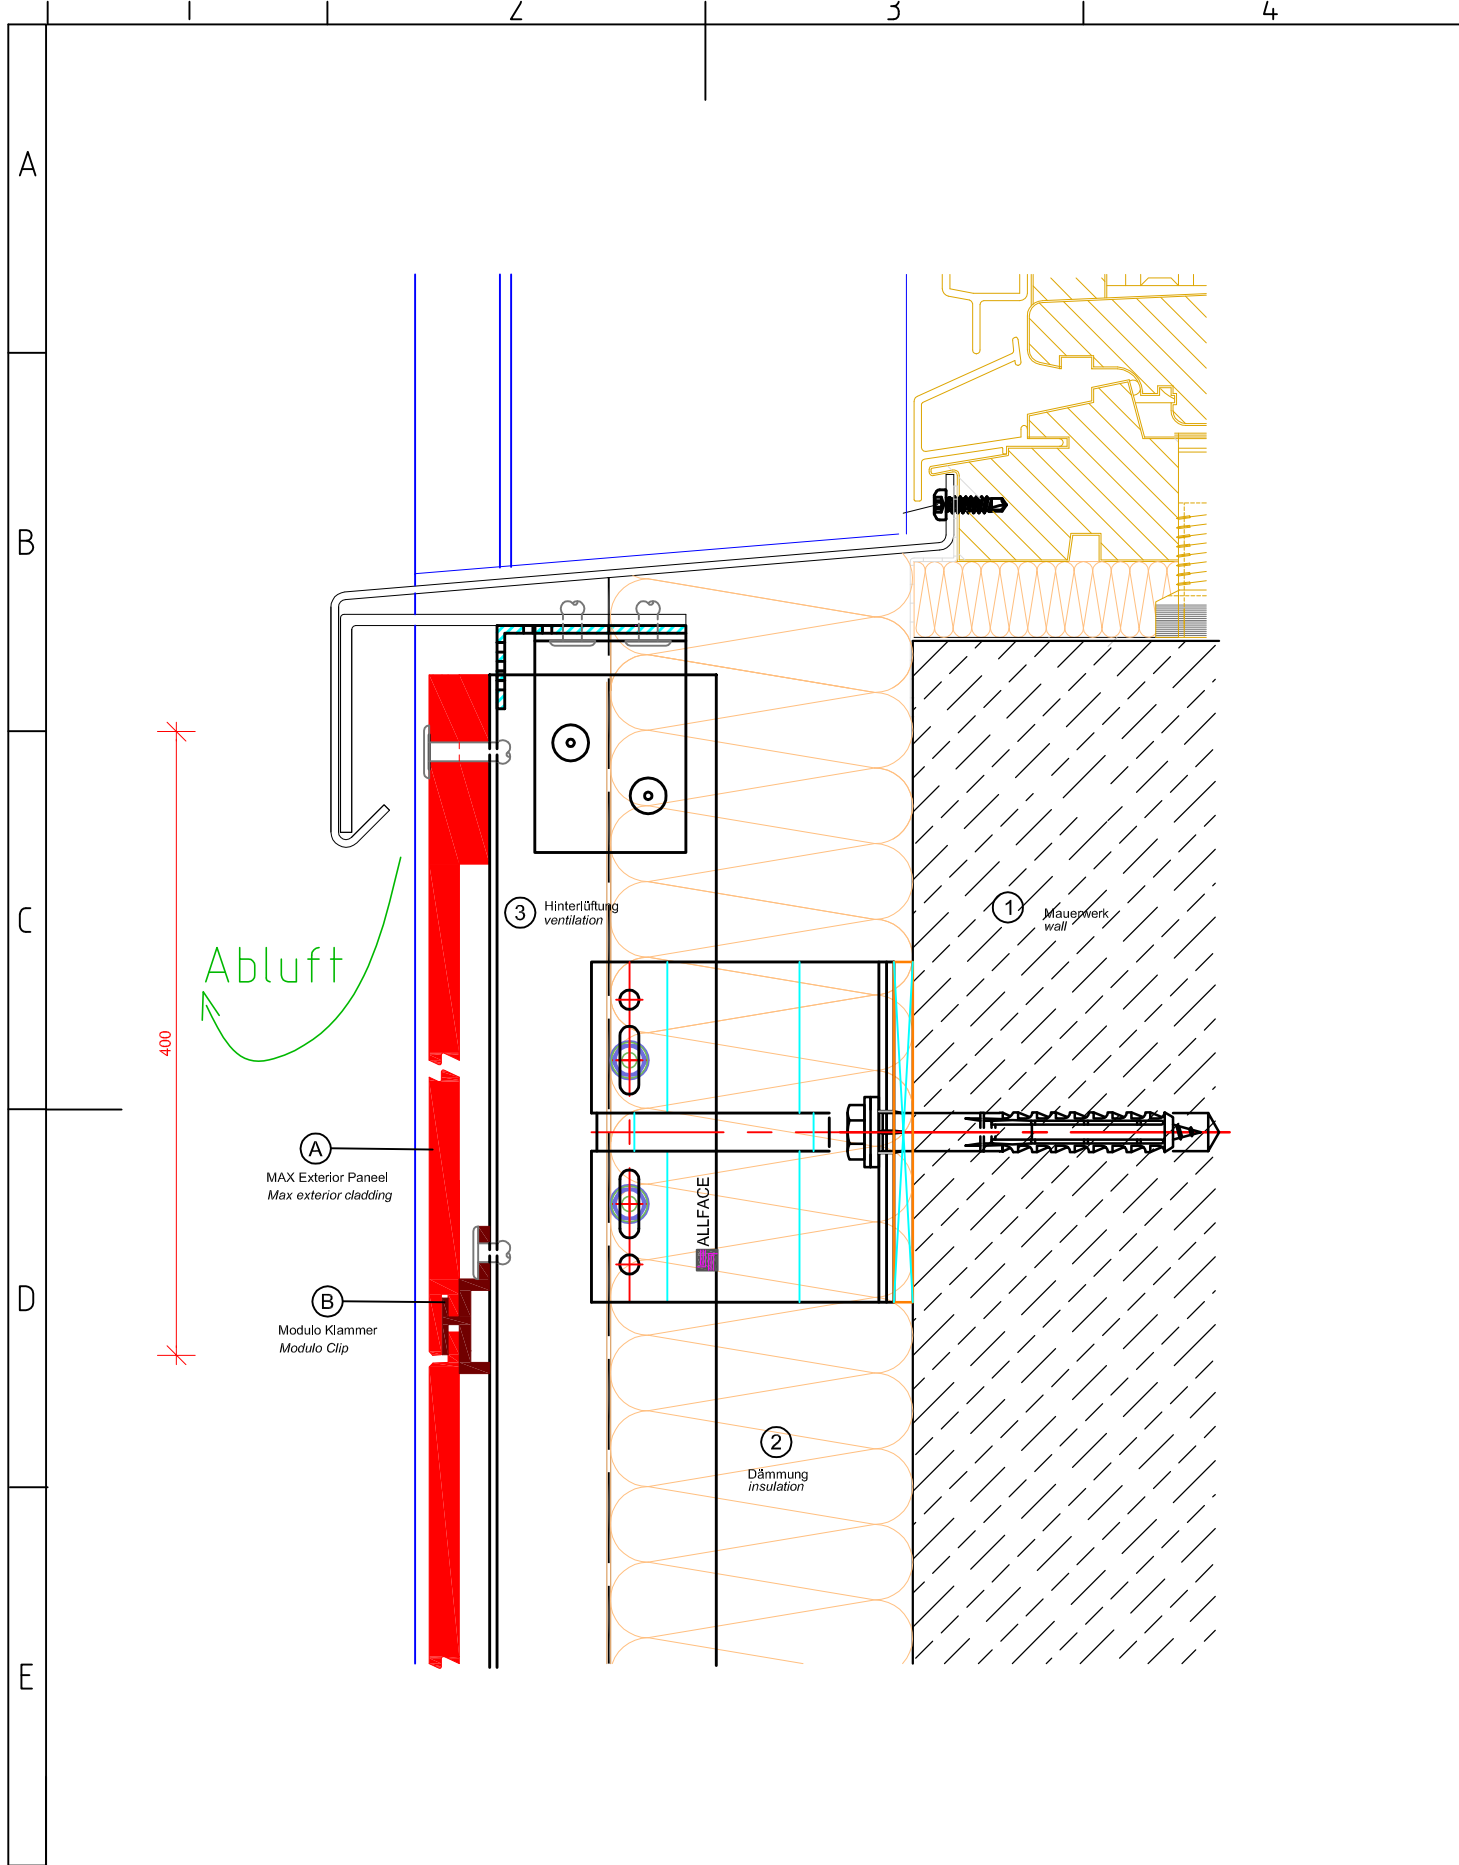 2
3
4
A
B
C
D
E
3
Hinterlüftung
ventilation
1
Mauerwerk
wall
Abluft
400
A
MAX Exterior Paneel
Max exterior cladding
ALLFACE
B
Modulo Klammer
Modulo Clip
2
Dämmung
insulation